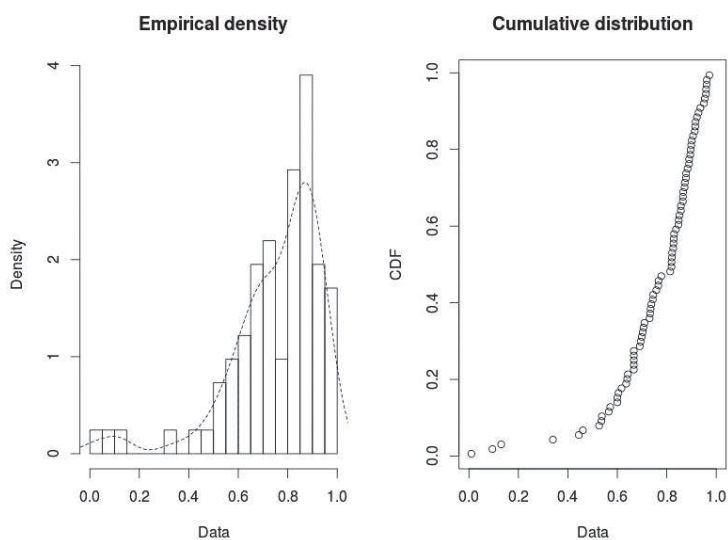 Empirical density
Cumulative distribution
Density
0
1
2
3
4
0.0 0.2 0.4 0.6 0.8 1.0
Data
CDF
0.0
0.2
0.4
0.6
0.8
1.0
0.0 0.2 0.4 0.6 0.8 1.0
Data